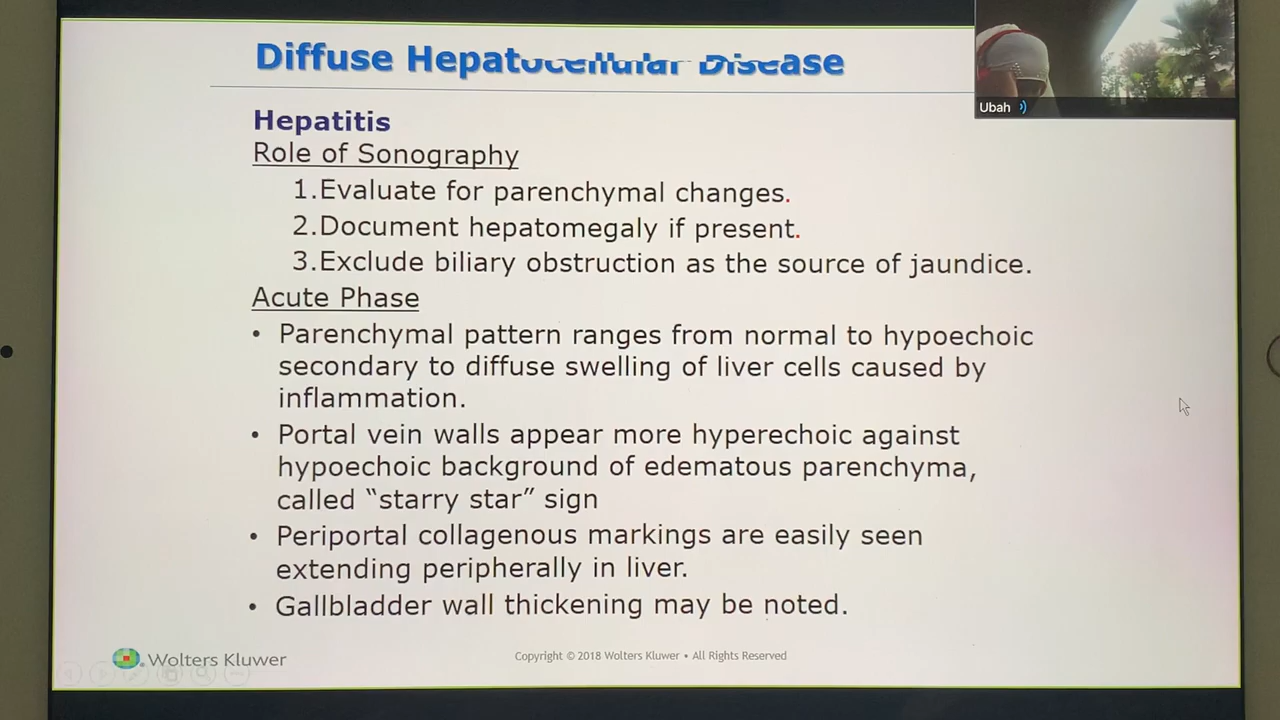 Diffuse Hepatocellular Disease
Ubah
Hepatitis
Role of Sonography
1.Evaluate for parenchymal changes.
2.Document hepatomegaly if present.
3.Exclude biliary obstruction as the source of jaundice.
Acute Phase
• Parenchymal pattern ranges from normal to hypoechoic
secondary to diffuse swelling of liver cells caused by
inflammation.
• Portal vein walls appear more hyperechoic against
hypoechoic background of edematous parenchyma,
called “starry star” sign
• Periportal collagenous markings are easily seen
extending peripherally in liver.
• Gallbladder wall thickening may be noted.
Wolters Kluwer
Copyright © 2018 Wolters Kluwer • All Rights Reserved